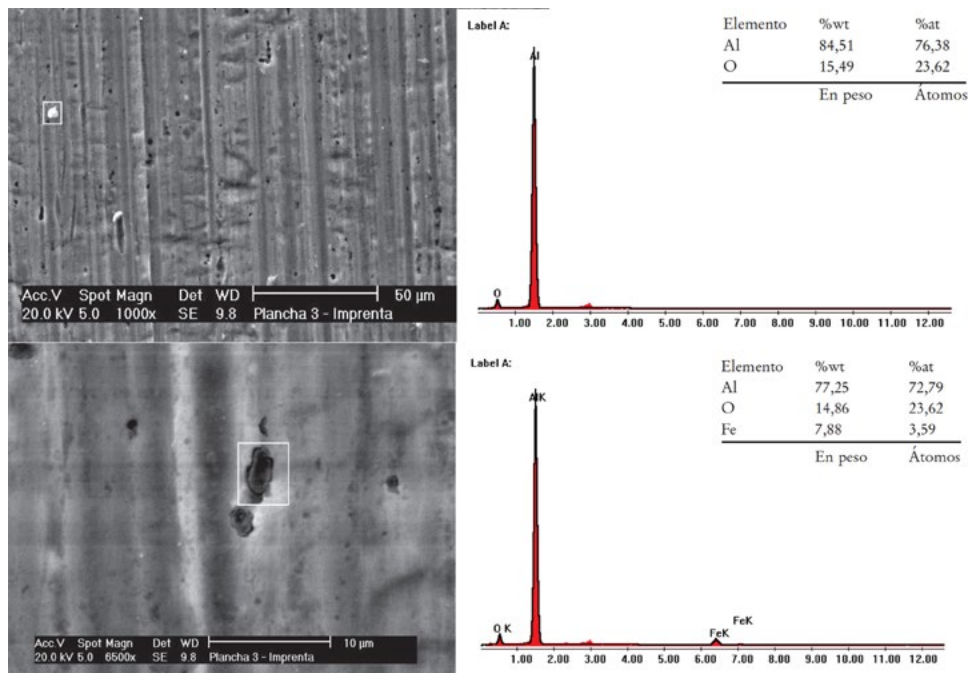 Label A:
Elemento %wt %at
Al 84,51 76,38
O 15,49 23,62
En peso Átomos
Al
O
1.00 2.00 3.00 4.00 5.00 6.00 7.00 8.00 9.00 10.00 11.00 12.00
Acc.V Spot Magn Det WD 50 µm
20.0 kV 5.0 1000x SE 9.8 Plancha 3 - Imprenta
Label A:
Elemento %wt %at
Al 77,25 72,79
O 14,86 23,62
Fe 7,88 3,59
En peso Átomos
AlK
O K
FeK
FeK
1.00 2.00 3.00 4.00 5.00 6.00 7.00 8.00 9.00 10.00 11.00 12.00
Acc.V Spot Magn Det WD 10 µm
20.0 kV 5.0 6500x SE 9.8 Plancha 3 - Imprenta